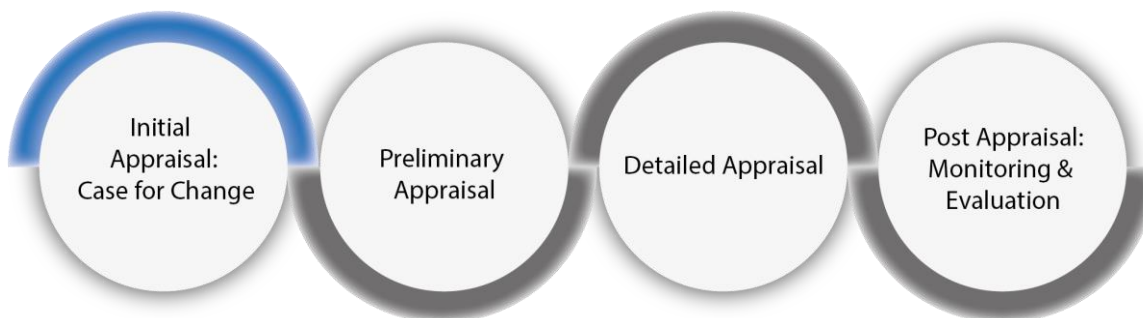 Initial
Appraisal:
Case for Change
Preliminary
Appraisal
Detailed Appraisal
Post Appraisal:
Monitoring &
Evaluation